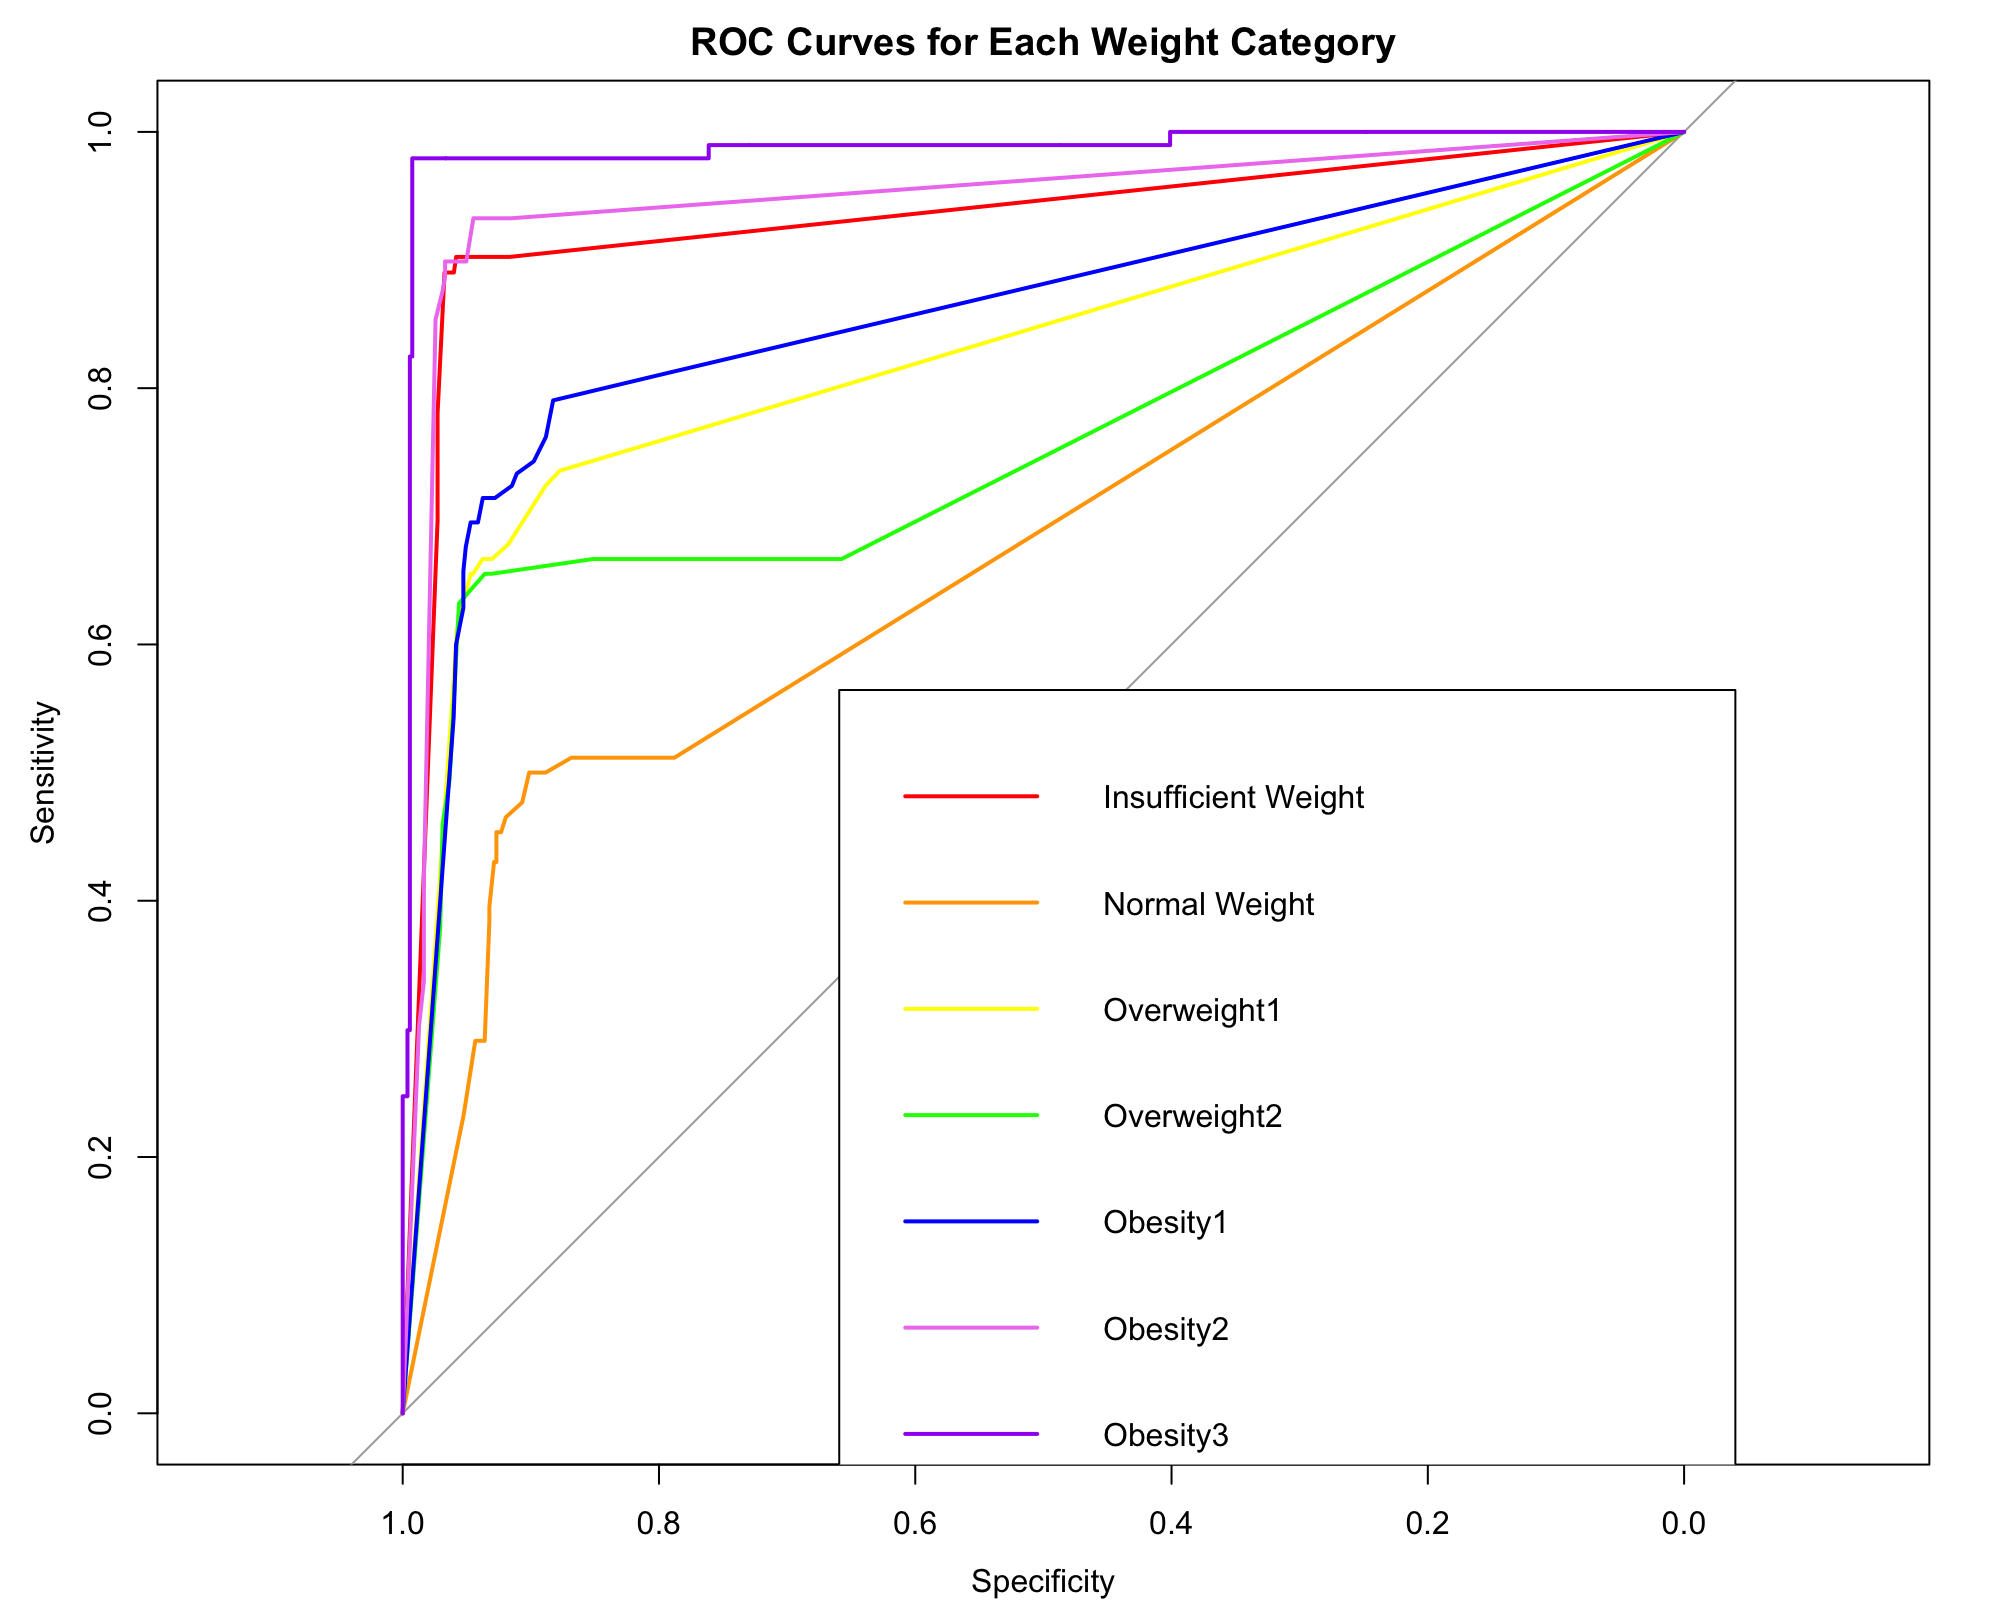 ROC Curves for Each Weight Category
1.0
0.8
0.6
0.4
0.2
0.0
Sensitivity
Insufficient Weight
Normal Weight
Overweight1
Overweight2
Obesity1
Obesity2
Obesity3
1.0 0.8 0.6 0.4 0.2 0.0
Specificity